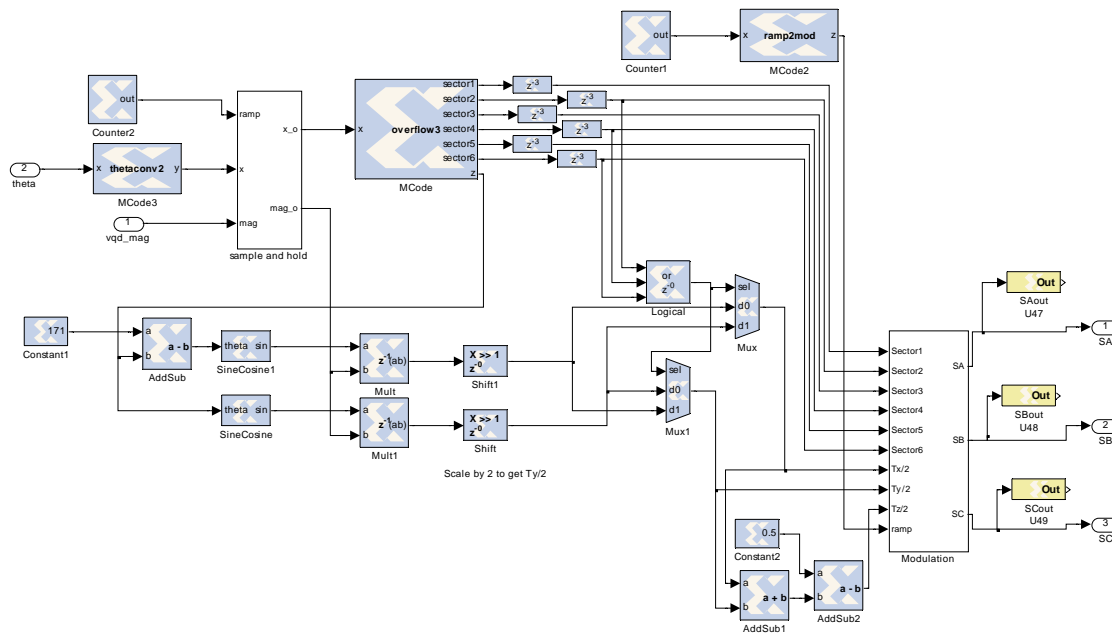 out
Counter1
x ramp2mod z
MCode2
out
Counter2
2
theta
x thetaconv2 y
MCode3
1
vqd_mag
ramp
x
mag
x_o
mag_o
sample and hold
x
overflow3
sector1
sector2
sector3
sector4
sector5
sector6
z
MCode
z-3
z-3
z-3
z-3
z-3
z-3
or
z-0
Logical
sel
d0
d1
Mux
sel
d0
d1
Mux1
171
Constant1
a
b
a - b
AddSub
theta sin
SineCosine1
theta sin
SineCosine
a
b
z-1 (ab)
Mult
a
b
z-1 (ab)
Mult1
X >> 1
z-0
Shift1
X >> 1
z-0
Shift
Scale by 2 to get Ty/2
0.5
Constant2
a
b
a + b
AddSub1
a
b
a - b
AddSub2
Sector1
Sector2
Sector3
Sector4
Sector5
Sector6
Tx/2
Ty/2
Tz/2
ramp
SA
SB
SC
Modulation
Out
SAout
U47
1
SA
Out
SBout
U48
2
SB
Out
SCout
U49
3
SC